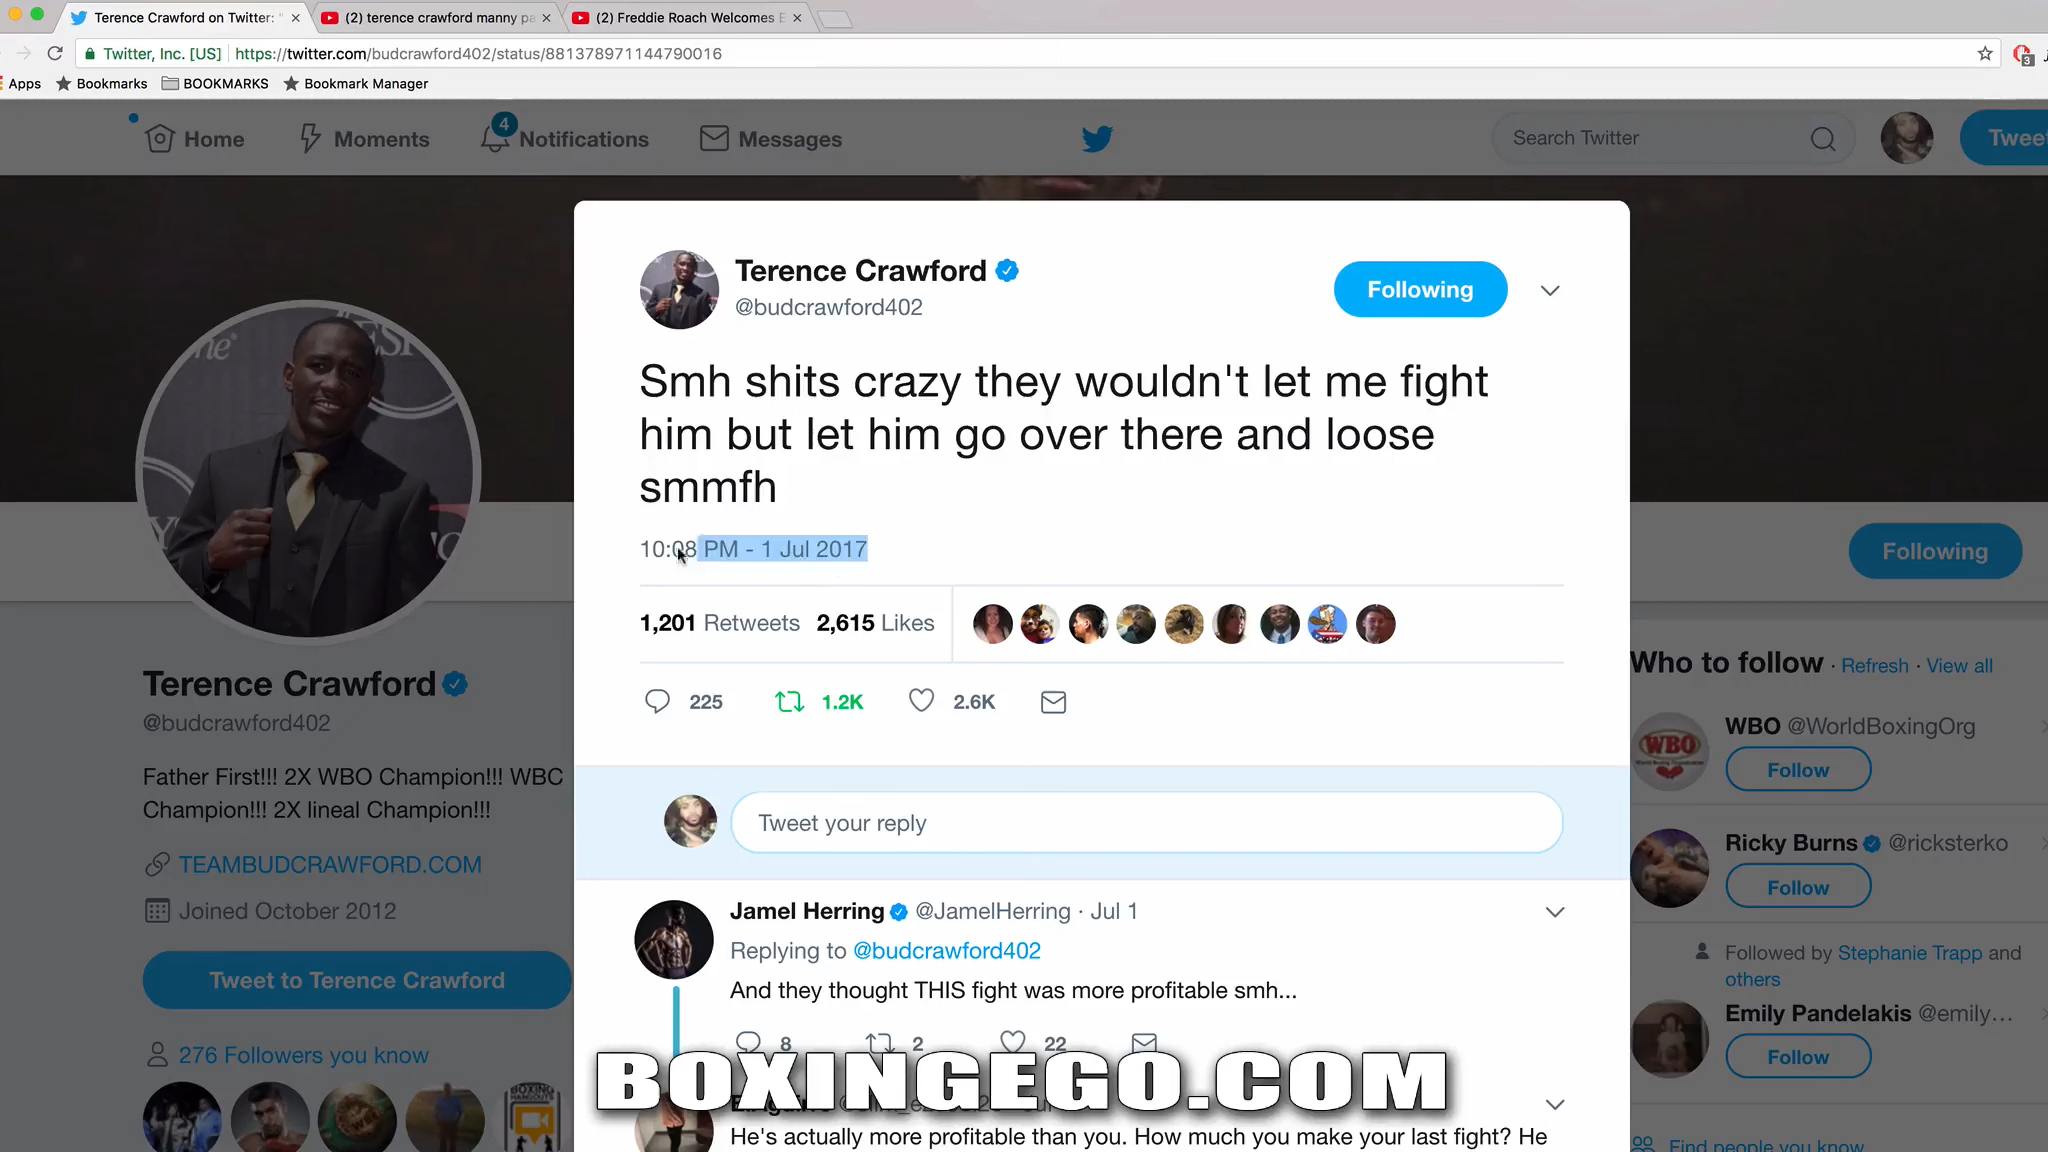 Terence Crawford on Twitter: "
(2) terence crawford manny pa
(2) Freddie Roach Welcomes E
Twitter, Inc. [US]
https://twitter.com/budcrawford402/status/881378971144790016
3
Apps
Bookmarks
BOOKMARKS
Bookmark Manager
Home
Moments
4
Notifications
Messages
Search Twitter
Tweet
Terence Crawford
@budcrawford402
Following
Smh shits crazy they wouldn't let me fight
him but let him go over there and loose
smmfh
10:08 PM - 1 Jul 2017
1,201 Retweets 2,615 Likes
225
1.2K
2.6K
Tweet your reply
Jamel Herring @JamelHerring · Jul 1
Replying to @budcrawford402
And they thought THIS fight was more profitable smh...
8
2
22
BOXINGEGO.COM
He's actually more profitable than you. How much you make your last fight? He
Terence Crawford
@budcrawford402
Father First!!! 2X WBO Champion!!! WBC
Champion!!! 2X lineal Champion!!!
TEAMBUDCRAWFORD.COM
Joined October 2012
Tweet to Terence Crawford
276 Followers you know
BOXING
HANGOUTS
Following
Who to follow · Refresh · View all
WBO @WorldBoxingOrg
WBO
Follow
Ricky Burns @ricksterko
Follow
Followed by Stephanie Trapp and
others
Emily Pandelakis @emily...
Follow
Find people you know